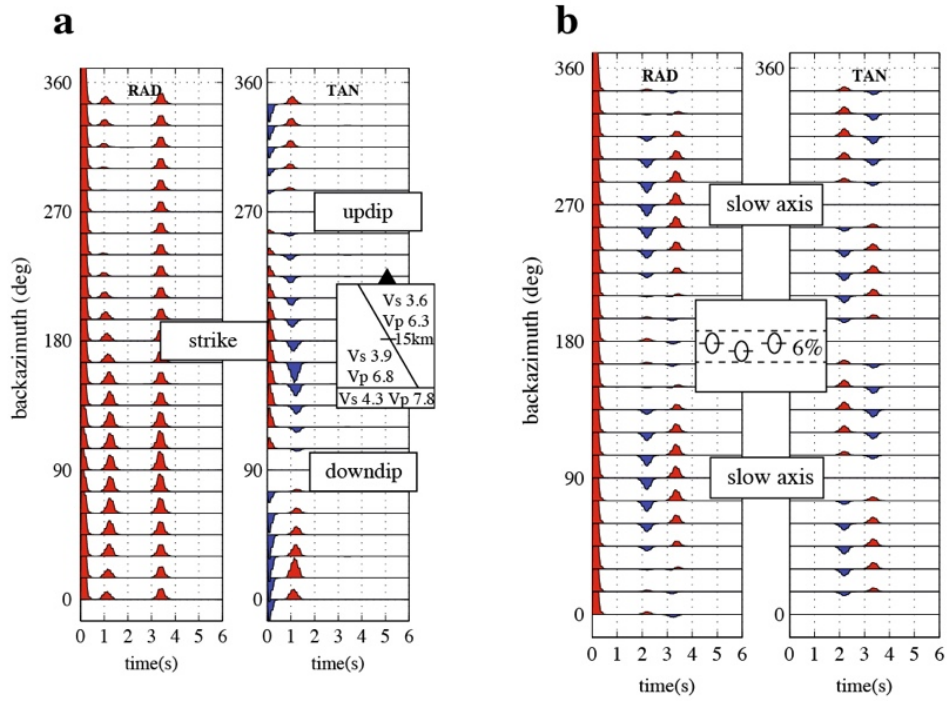 a
RAD
TAN
360
270
180
90
0
backazimuth (deg)
updip
strike
downdip
Vs 3.6
Vp 6.3
15km
Vs 3.9
Vp 6.8
Vs 4.3 Vp 7.8
0 1 2 3 4 5 6
0 1 2 3 4 5 6
time(s)
time(s)
b
RAD
TAN
360
360
270
270
180
180
90
90
0
0
backazimuth (deg)
slow axis
6%
slow axis
0 1 2 3 4 5 6
0 1 2 3 4 5 6
time(s)
time(s)